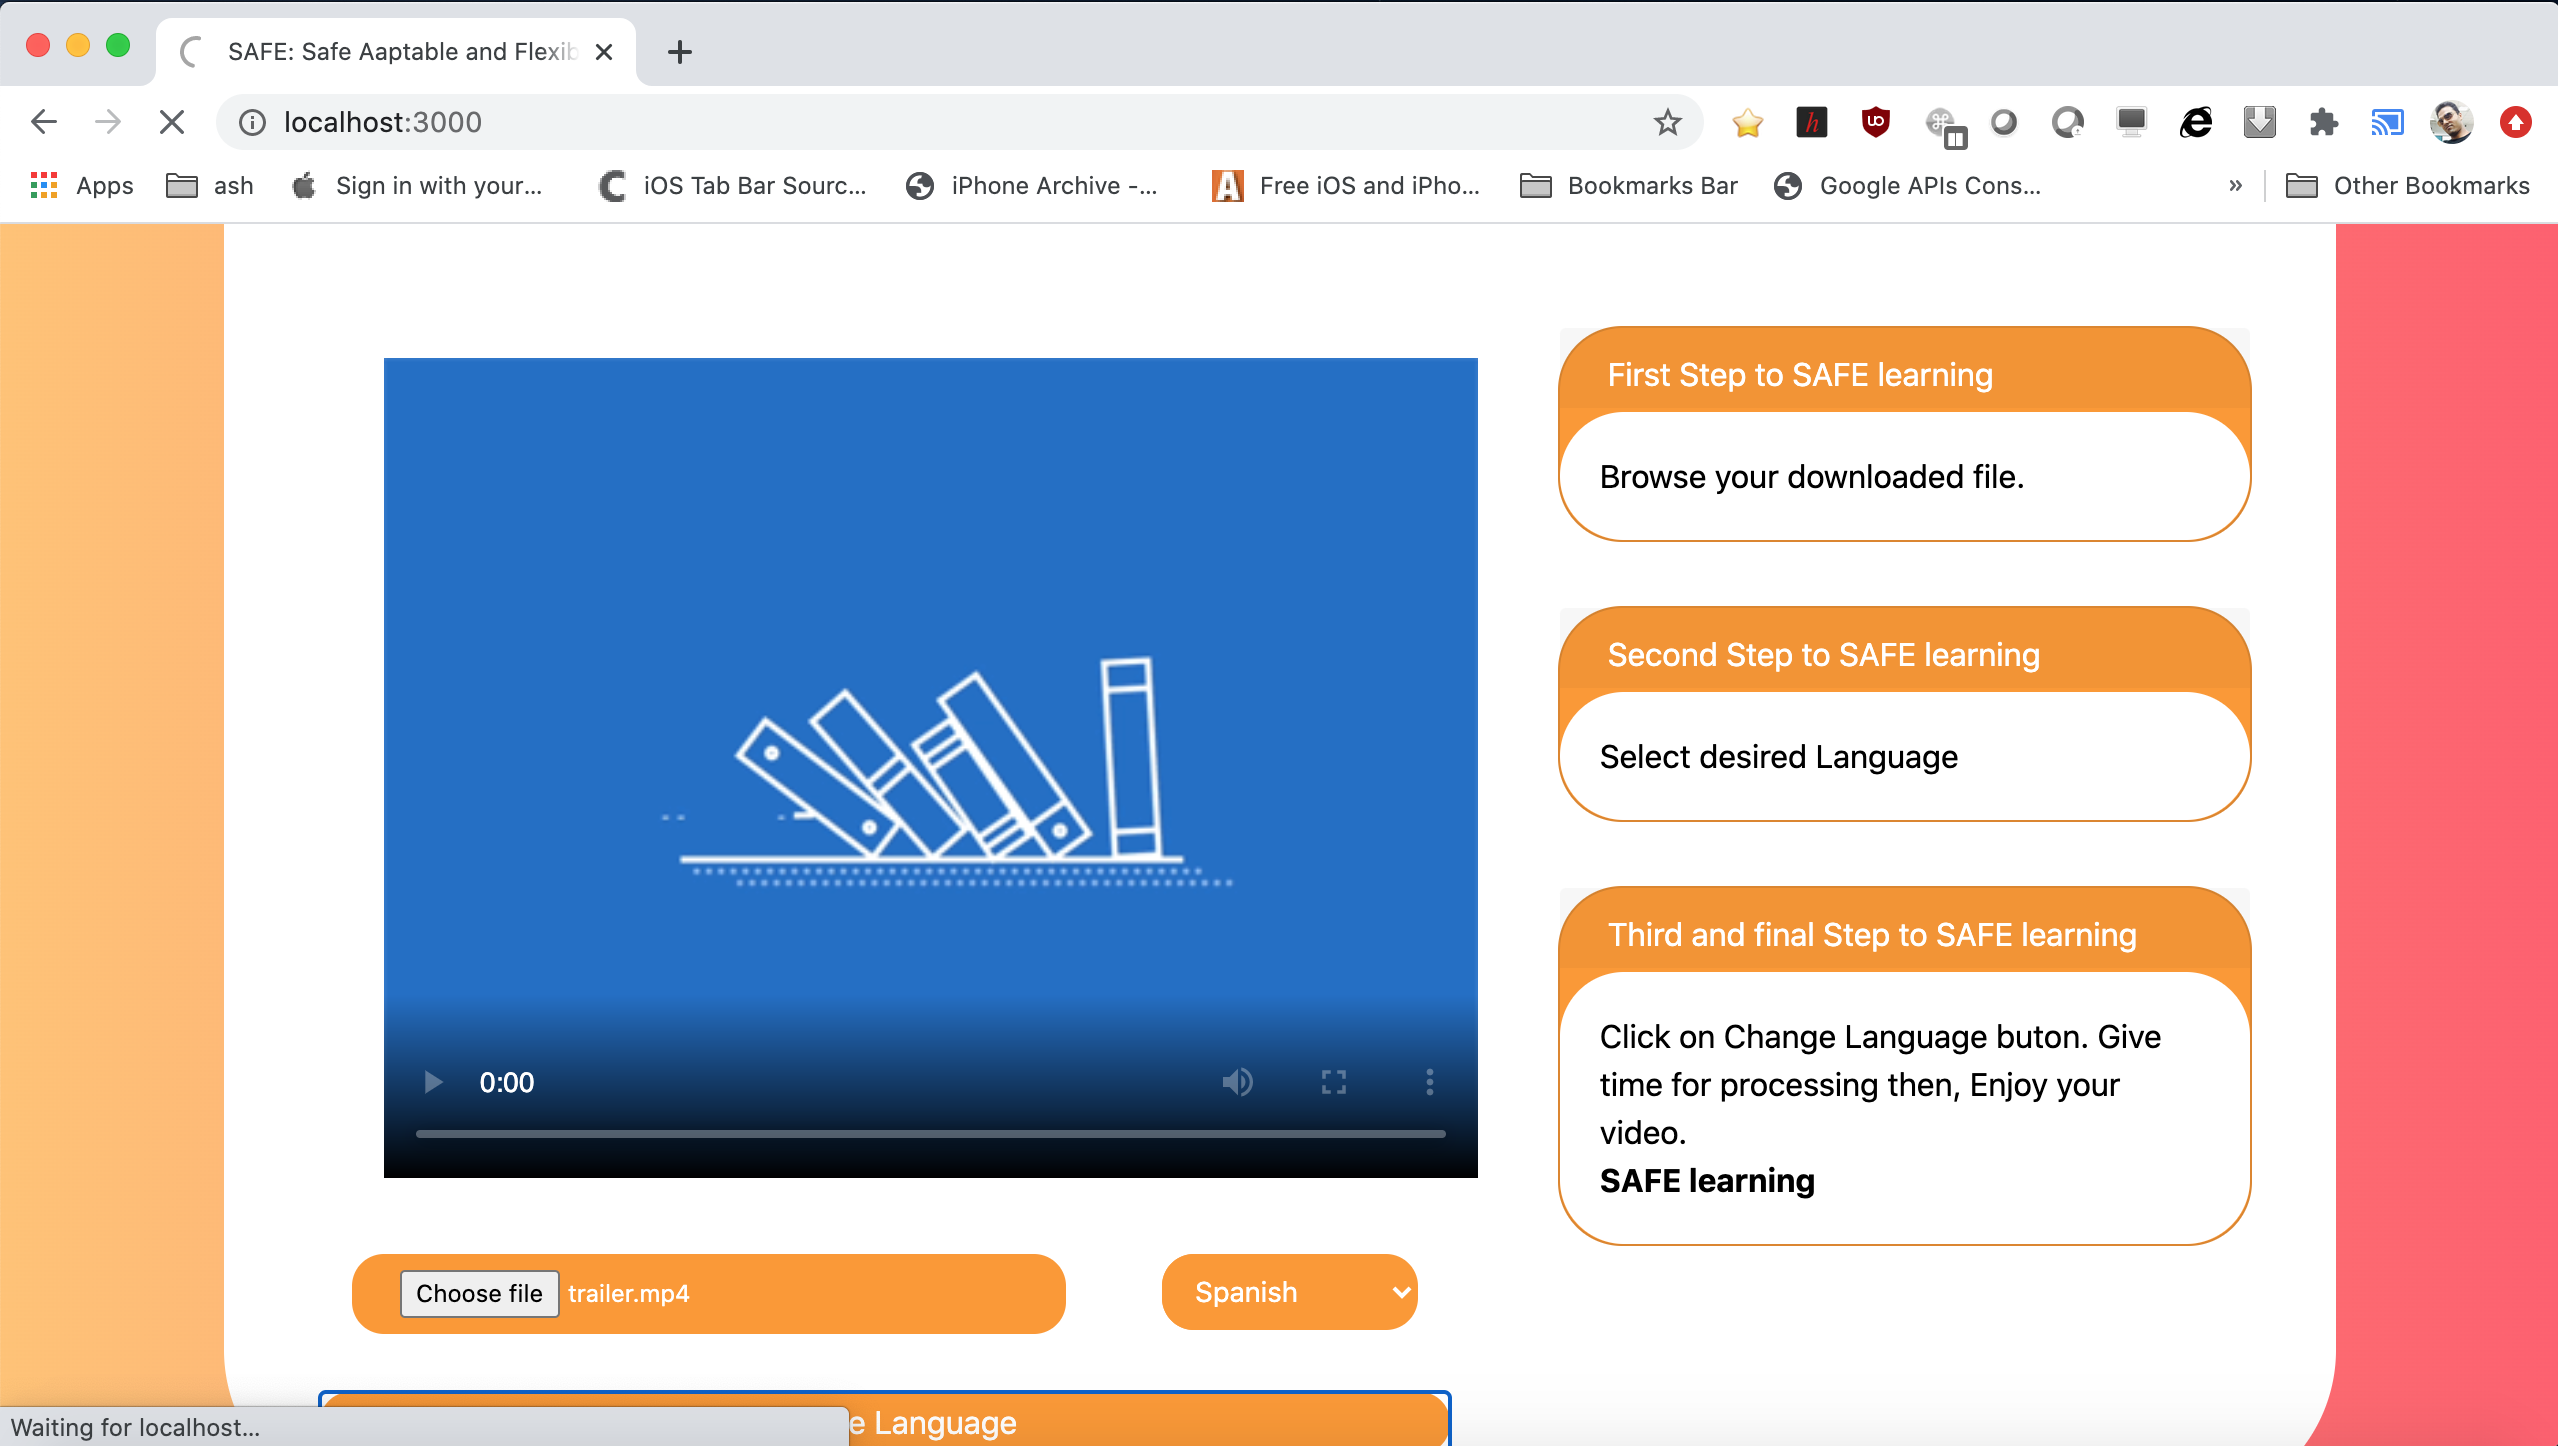 SAFE: Safe Aaptable and Flexib
localhost:3000
Apps
ash
Sign in with your...
iOS Tab Bar Sourc...
iPhone Archive -...
Free iOS and iPho...
Bookmarks Bar
Google APIs Cons...
»
Other Bookmarks
First Step to SAFE learning
Browse your downloaded file.
Second Step to SAFE learning
Select desired Language
Third and final Step to SAFE learning
Click on Change Language buton. Give
time for processing then, Enjoy your
video.
SAFE learning
0:00
Choose file trailer.mp4
Spanish
e Language
Waiting for localhost...